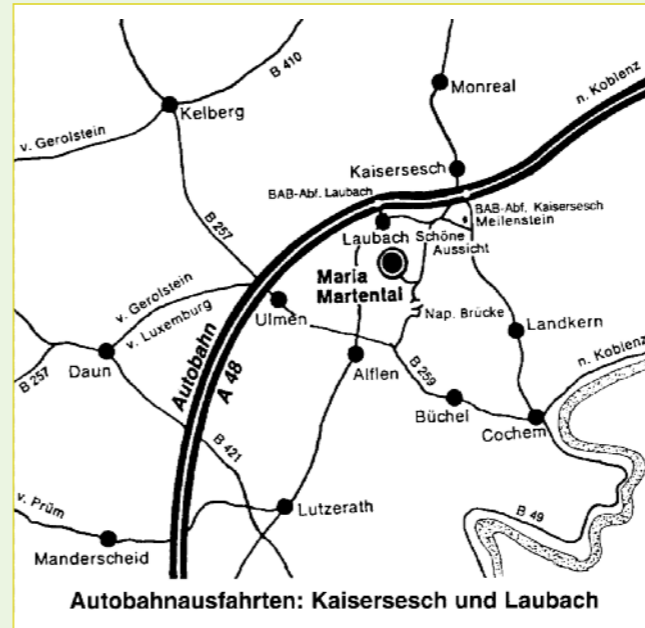 B 410
Monreal
n. Koblenz
Kelberg
v. Gerolstein
Kaisersesch
BAB-Abf. Laubach
BAB-Abf. Kaisersesch
Meilenstein
B 257
Laubach
Schöne
Aussicht
Maria
Martental
v. Gerolstein
v. Luxemburg
Ulmen
Nap. Brücke
Landkern
Autobahn
A 48
n. Koblenz
Daun
B 257
Alflen
B 259
Büchel
Cochem
B 421
v. Prüm
Lutzerath
B 49
Manderscheid
Autobahnausfahrten: Kaisersesch und Laubach